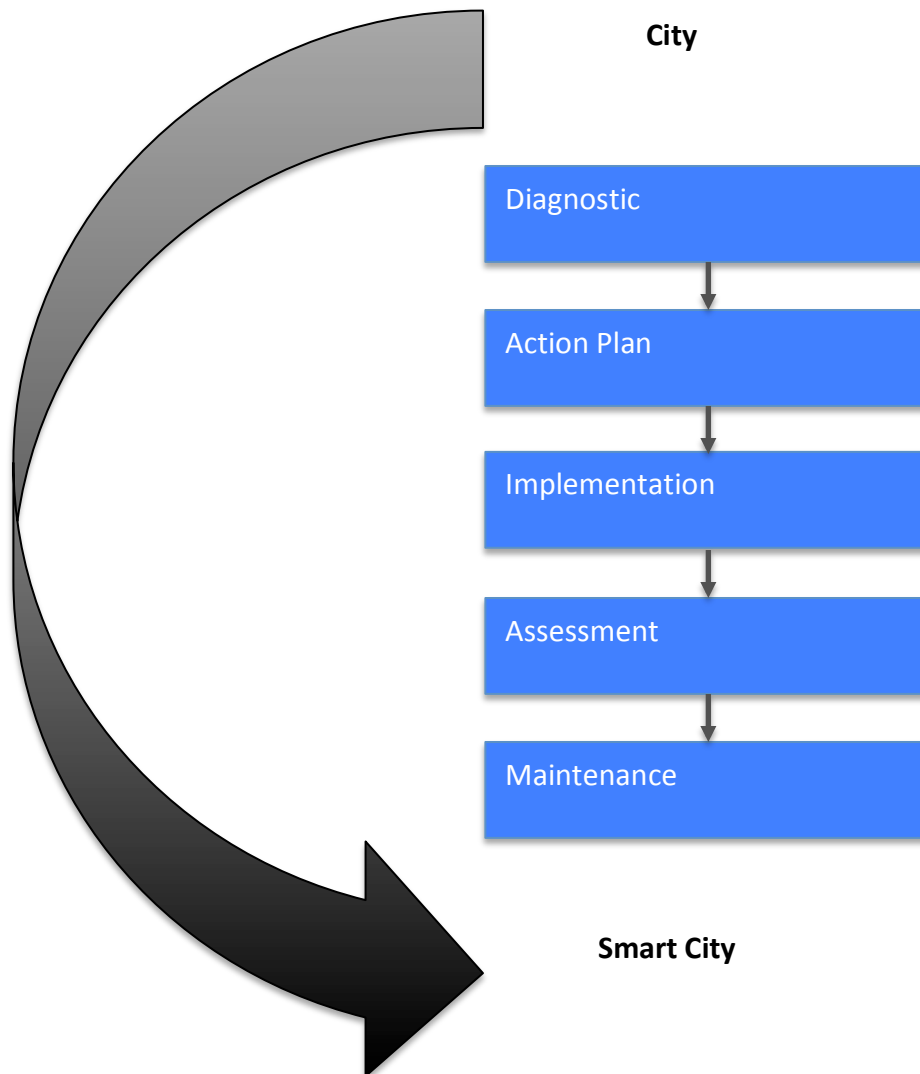 City
Diagnostic
Action Plan
Implementation
Assessment
Maintenance
Smart City